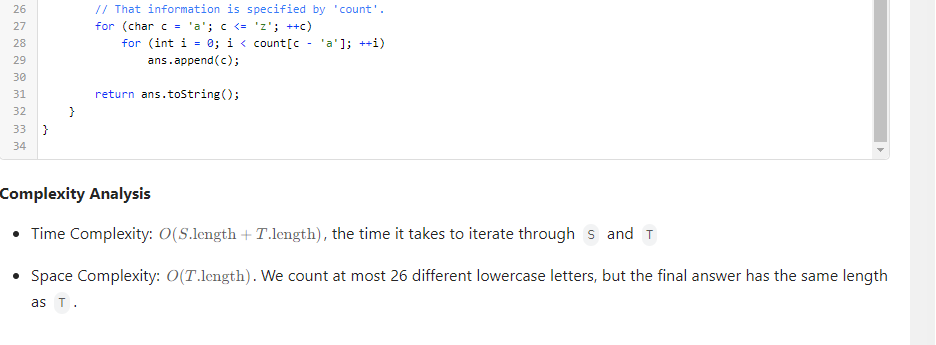 26 // That information is specified by 'count'.
27 for (char c = 'a'; c <= 'z'; ++c)
28 for (int i = 0; i < count[c - 'a']; ++i)
29 ans.append(c);
30
31 return ans.toString();
32 }
33 }
34
Complexity Analysis
• Time Complexity: O(S.length + T.length), the time it takes to iterate through S and T
• Space Complexity: O(T.length). We count at most 26 different lowercase letters, but the final answer has the same length
as T .